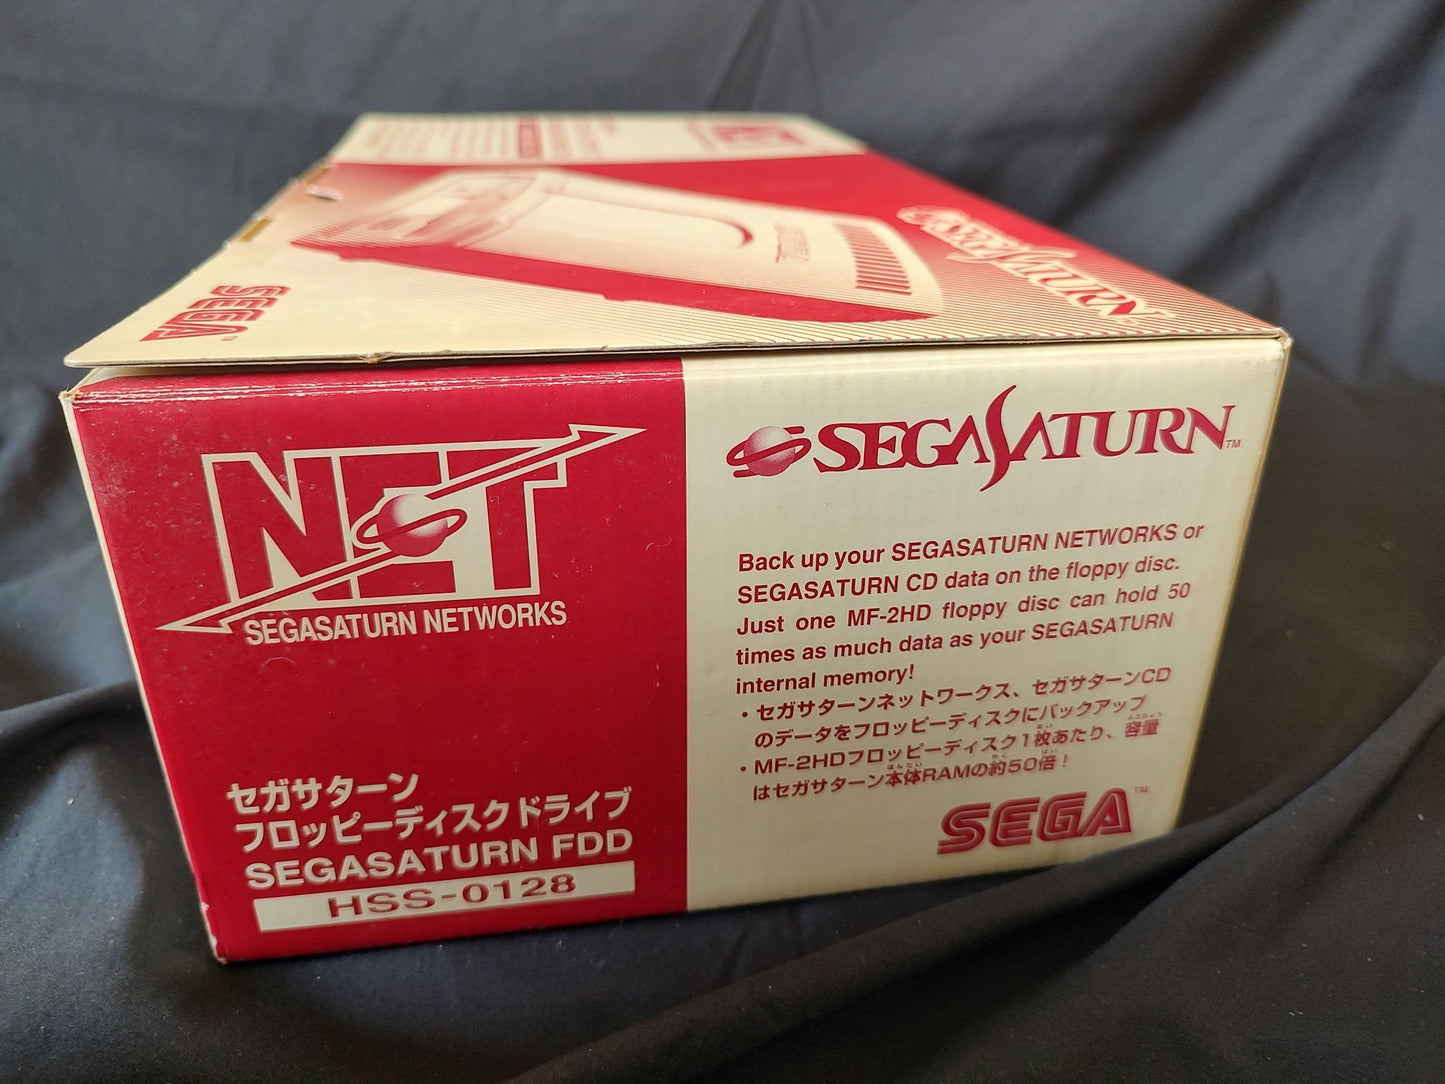 SEGA™
SEGASATURN
NET
SEGASATURN NETWORKS
セガサターン
フロッピーディスクドライブ
SEGASATURN FDD
HSS-0128
SEGASATURN™
Back up your SEGASATURN NETWORKS or
SEGASATURN CD data on the floppy disc.
Just one MF-2HD floppy disc can hold 50
times as much data as your SEGASATURN
internal memory!
・セガサターンネットワークス、セガサターンCD
のデータをフロッピーディスクにバックアップ
・MF-2HDフロッピーディスク1枚あたり、容量
はセガサターン本体RAMの約50倍！
SEGA™